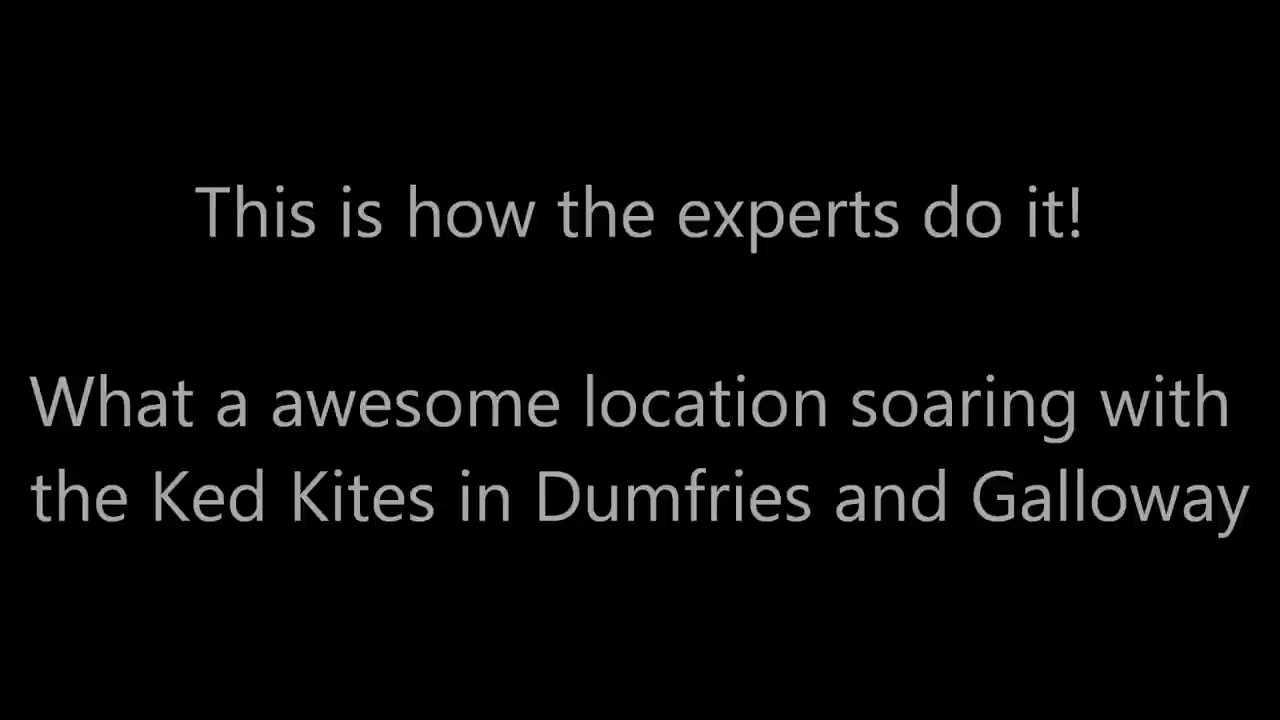 This is how the experts do it!
What a awesome location soaring with
the Ked Kites in Dumfries and Galloway